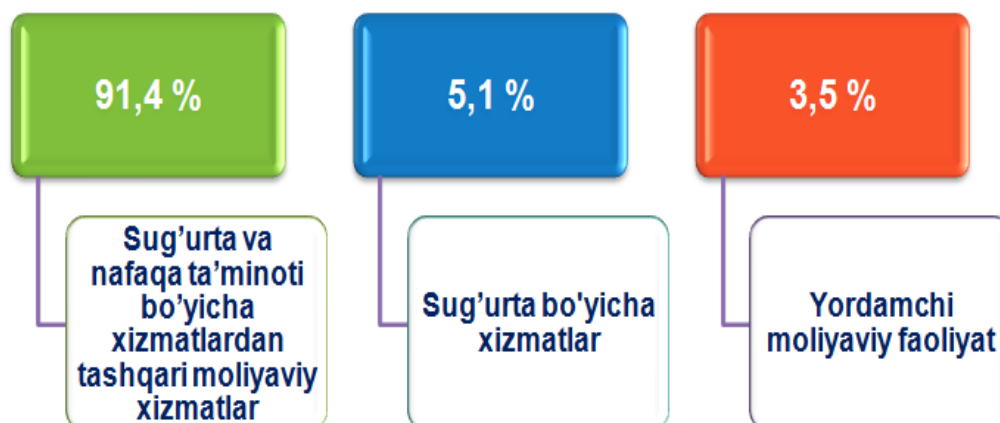 91,4 %
5,1 %
3,5 %
Sug’urta va
nafaqa ta’minoti
bo’yicha
xizmatlardan
tashqari moliyaviy
xizmatlar
Sug’urta bo'yicha
xizmatlar
Yordamchi
moliyaviy faoliyat